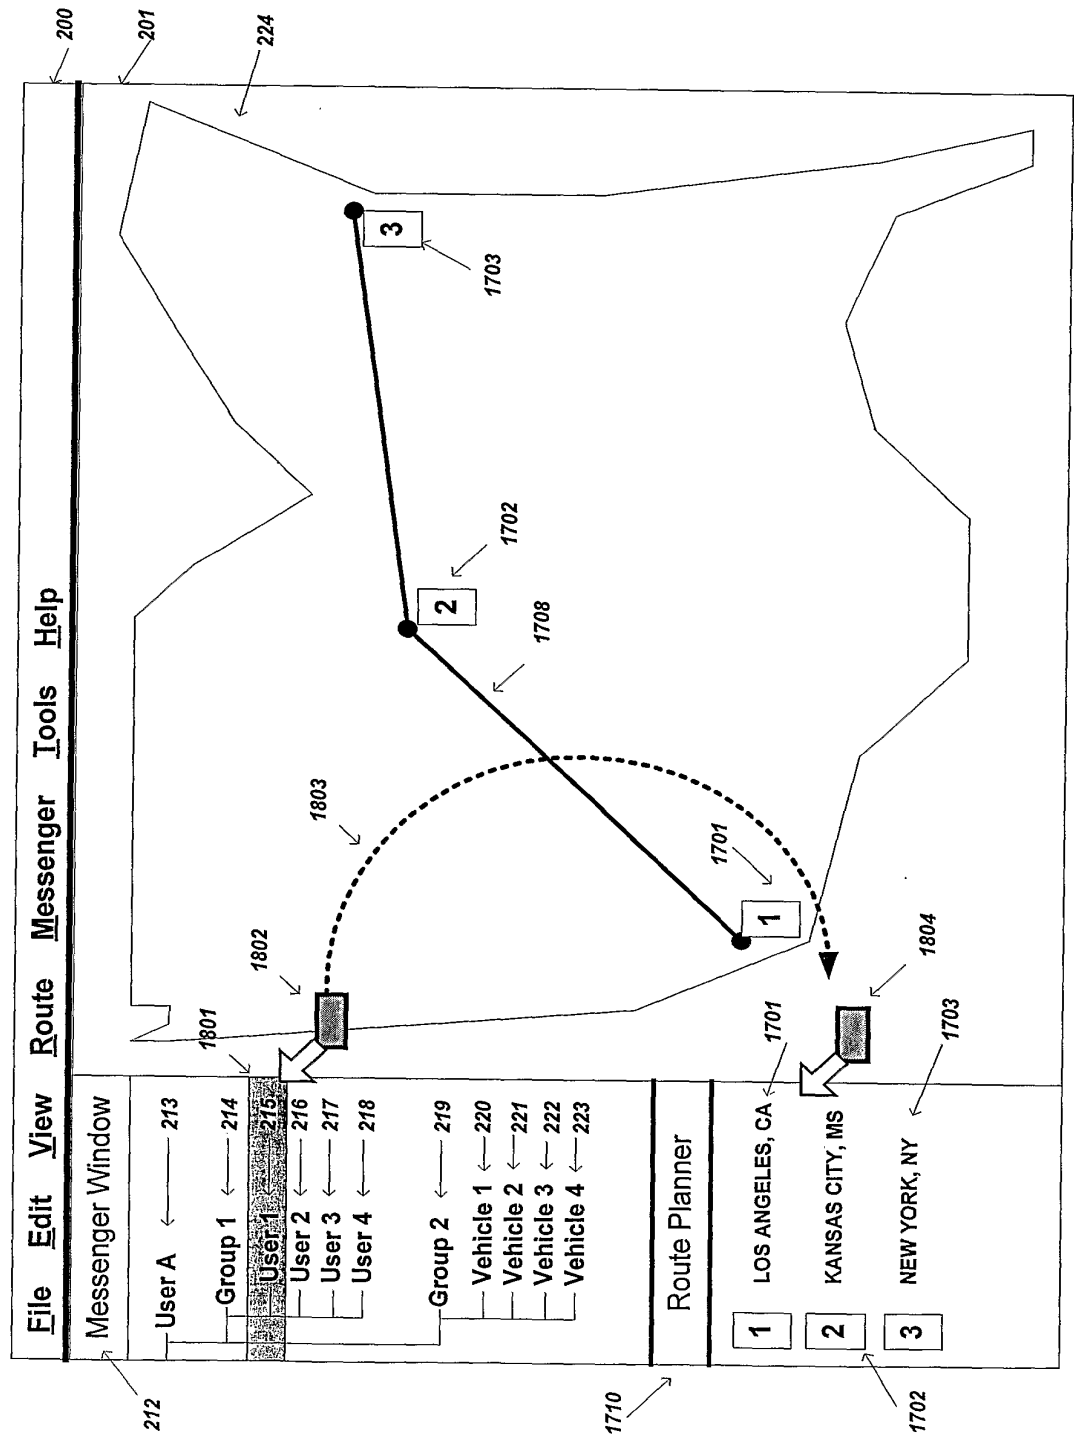 200
201
224
File Edit View Route Messenger Tools Help
Messenger Window
212
User A 213
Group 1 214
User 1 215
User 2 216
User 3 217
User 4 218
Group 2 219
Vehicle 1 220
Vehicle 2 221
Vehicle 3 222
Vehicle 4 223
1801
1802
1803
3
1703
2
1702
1708
1
1701
1804
Route Planner
1710
1 LOS ANGELES, CA 1701
2 KANSAS CITY, MS
1702
3 NEW YORK, NY 1703